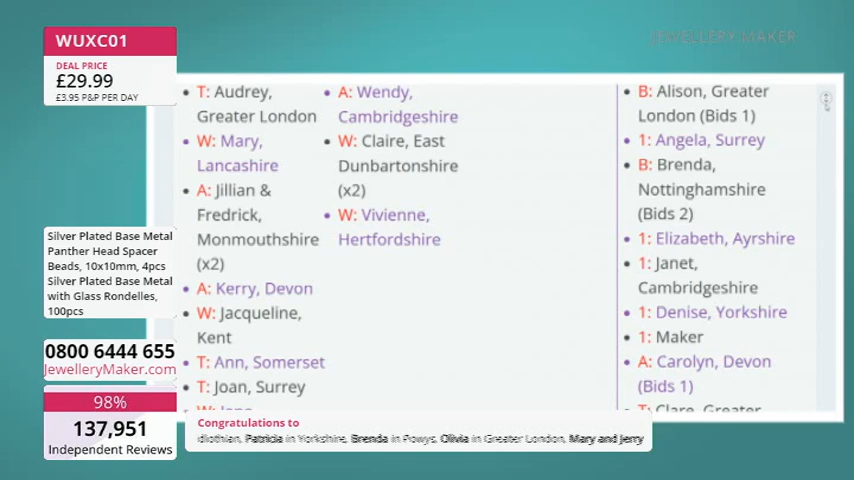 WUXC01
DEAL PRICE
£29.99
£3.95 P&P PER DAY
JEWELLERY MAKER
T: Audrey,
Greater London
W: Mary,
Lancashire
A: Jillian &
Fredrick,
Monmouthshire
(x2)
A: Kerry, Devon
W: Jacqueline,
Kent
T: Ann, Somerset
T: Joan, Surrey
A: Wendy,
Cambridgeshire
W: Claire, East
Dunbartonshire
(x2)
W: Vivienne,
Hertfordshire
B: Alison, Greater
London (Bids 1)
1: Angela, Surrey
B: Brenda,
Nottinghamshire
(Bids 2)
1: Elizabeth, Ayrshire
1: Janet,
Cambridgeshire
1: Denise, Yorkshire
1: Maker
A: Carolyn, Devon
(Bids 1)
T: Clare, Greater
Silver Plated Base Metal
Panther Head Spacer
Beads, 10x10mm, 4pcs
Silver Plated Base Metal
with Glass Rondelles,
100pcs
0800 6444 655
JewelleryMaker.com
98%
137,951
Independent Reviews
Congratulations to
dlothian, Patricia in Yorkshire, Brenda in Powys, Olivia in Greater London, Mary and Jerry